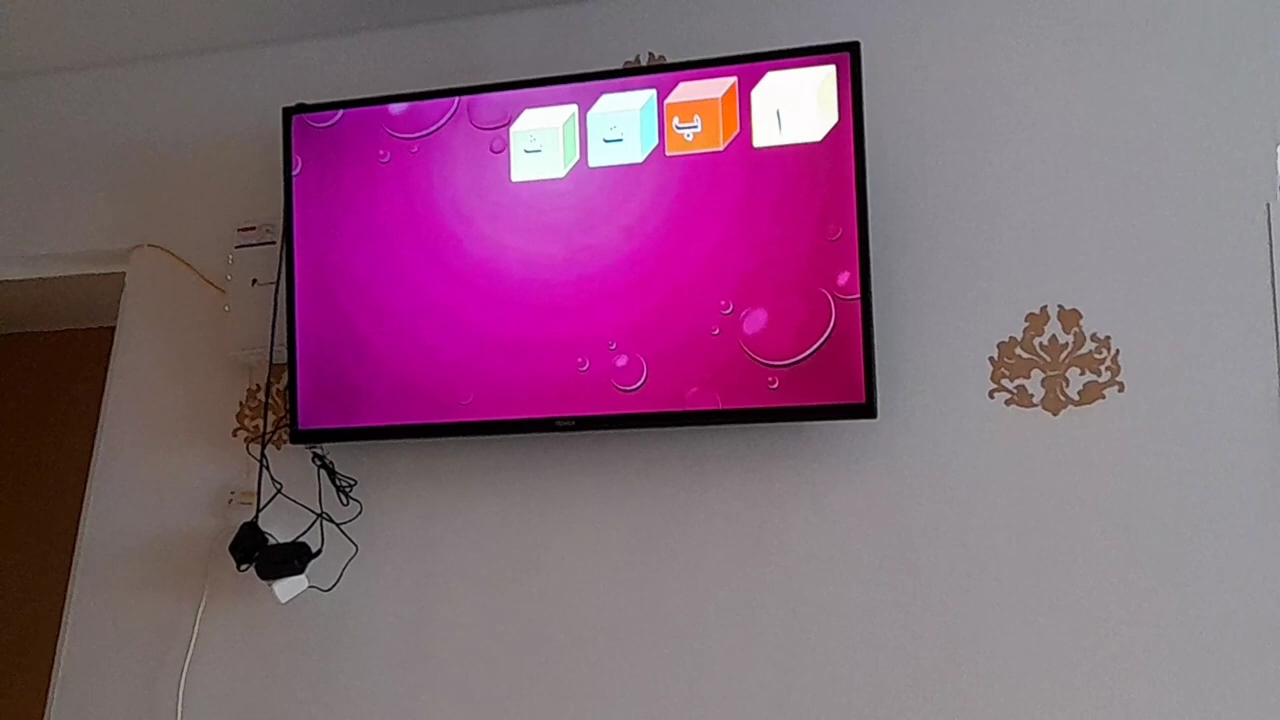 ا ب ت ث